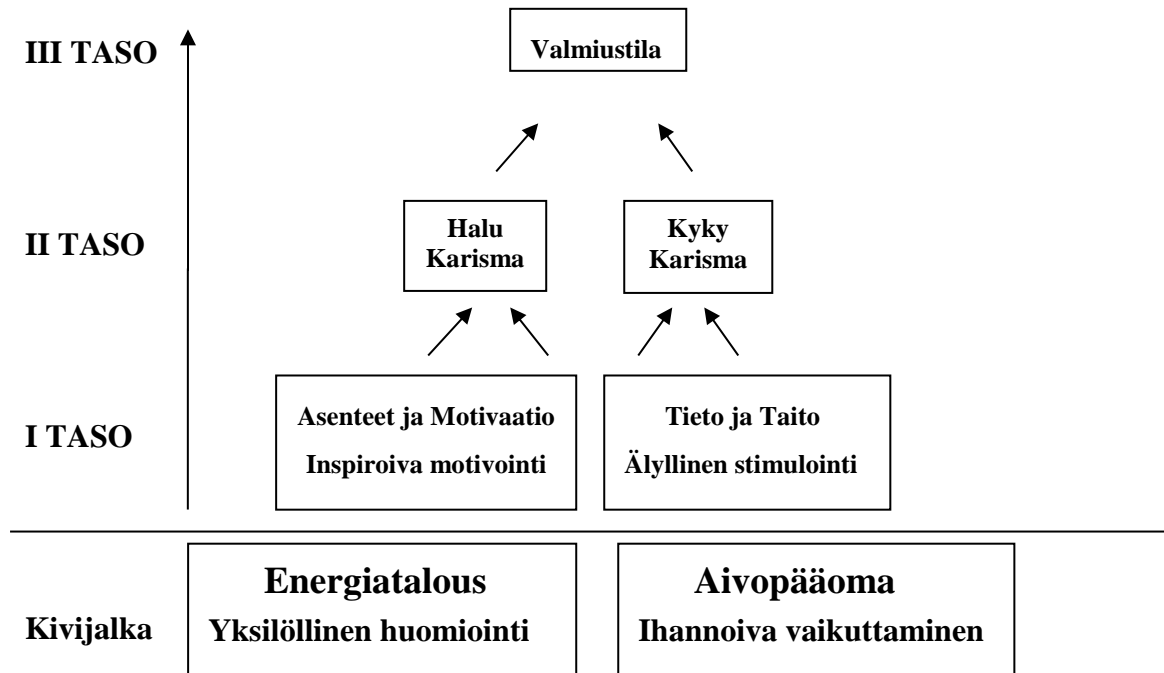 III TASO
Valmiustila
II TASO
Halu
Karisma
Kyky
Karisma
I TASO
Asenteet ja Motivaatio
Inspiroiva motivointi
Tieto ja Taito
Älyllinen stimulointi
Kivijalka
Energiatalous
Yksilöllinen huomiointi
Aivopääoma
Ihannoiva vaikuttaminen